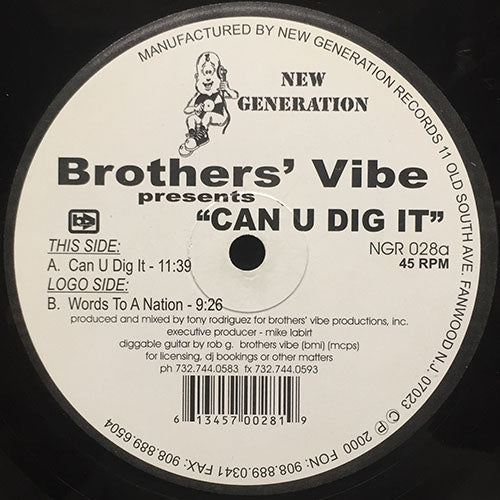 MANUFACTURED BY NEW GENERATION RECORDS 11 OLD SOUTH AVE. FANWOOD N.J. 07023 © ℗ 2000 FON: 908.889.0341 FAX: 908.889.6504
NEW
GENERATION
Brothers' Vibe
presents
"CAN U DIG IT"
bv
NGR 028a
45 RPM
THIS SIDE:
A. Can U Dig It - 11:39
LOGO SIDE:
B. Words To A Nation - 9:26
produced and mixed by tony rodriguez for brothers' vibe productions, inc.
executive producer - mike labirt
diggable guitar by rob g. brothers vibe (bmi) (mcps)
for licensing, dj bookings or other matters
ph 732.744.0583 fx 732.744.0593
6 13457 00281 9